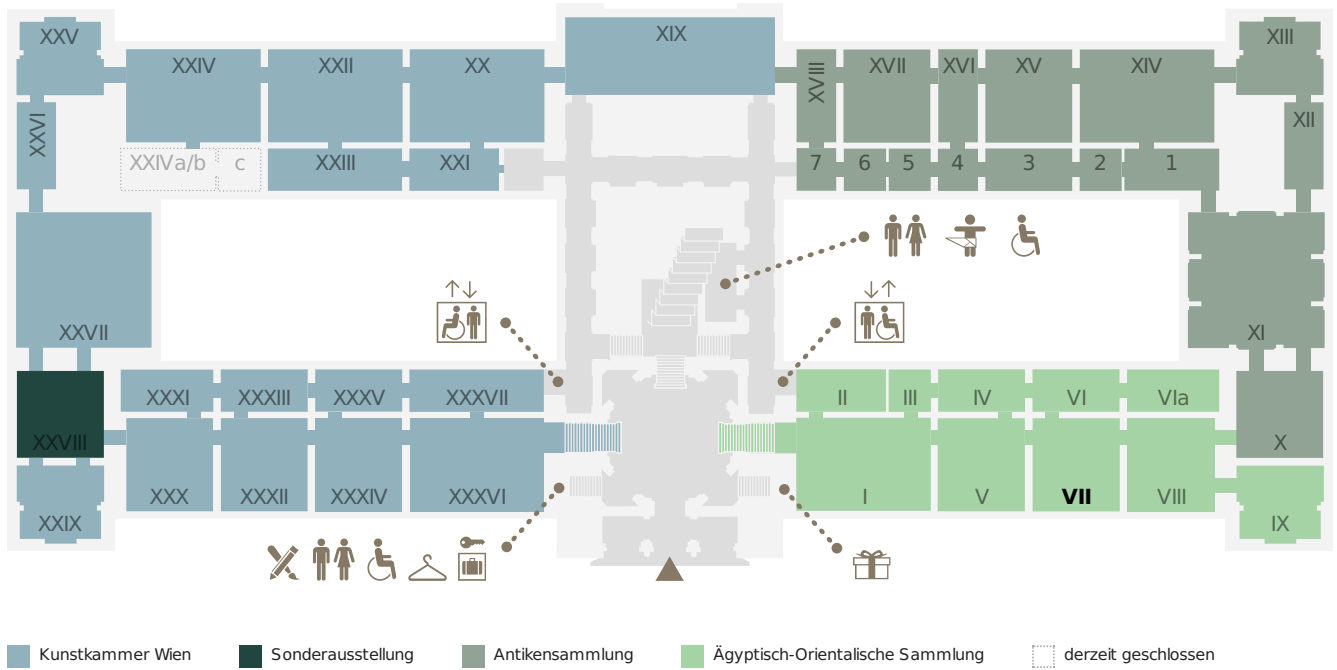 XXV
XXIV
XXII
XX
XIX
XVIII
XVII
XVI
XV
XIV
XIII
XXVI
XII
XXIVa/b
c
XXIII
XXI
7
6
5
4
3
2
1
XXVII
XI
XXXI
XXXIII
XXXV
XXXVII
II
III
IV
VI
VIa
XXVIII
X
XXX
XXXII
XXXIV
XXXVI
I
V
VII
VIII
XXIX
IX
Kunstkammer Wien
Sonderausstellung
Antikensammlung
Ägyptisch-Orientalische Sammlung
derzeit geschlossen